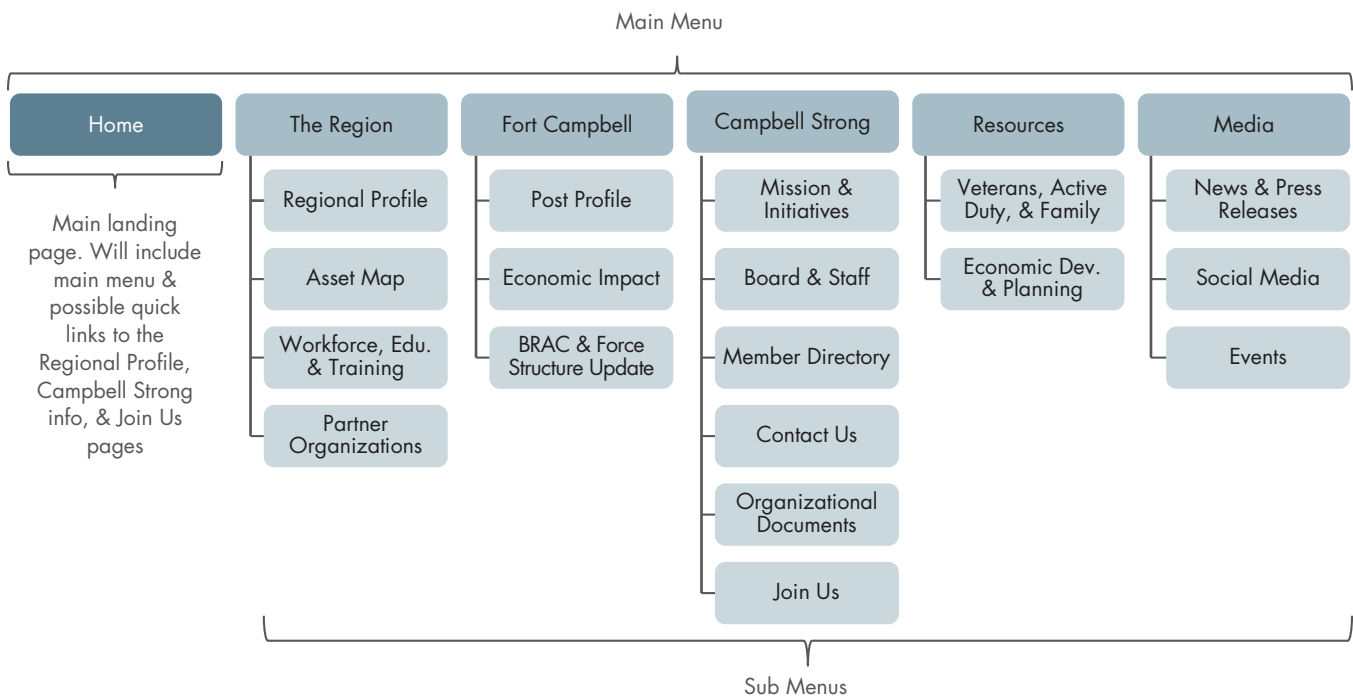 Main Menu
Home
Main landing
page. Will include
main menu &
possible quick
links to the
Regional Profile,
Campbell Strong
info, & Join Us
pages
The Region
Regional Profile
Asset Map
Workforce, Edu.
& Training
Partner
Organizations
Fort Campbell
Post Profile
Economic Impact
BRAC & Force
Structure Update
Campbell Strong
Mission &
Initiatives
Board & Staff
Member Directory
Contact Us
Organizational
Documents
Join Us
Resources
Veterans, Active
Duty, & Family
Economic Dev.
& Planning
Media
News & Press
Releases
Social Media
Events
Sub Menus